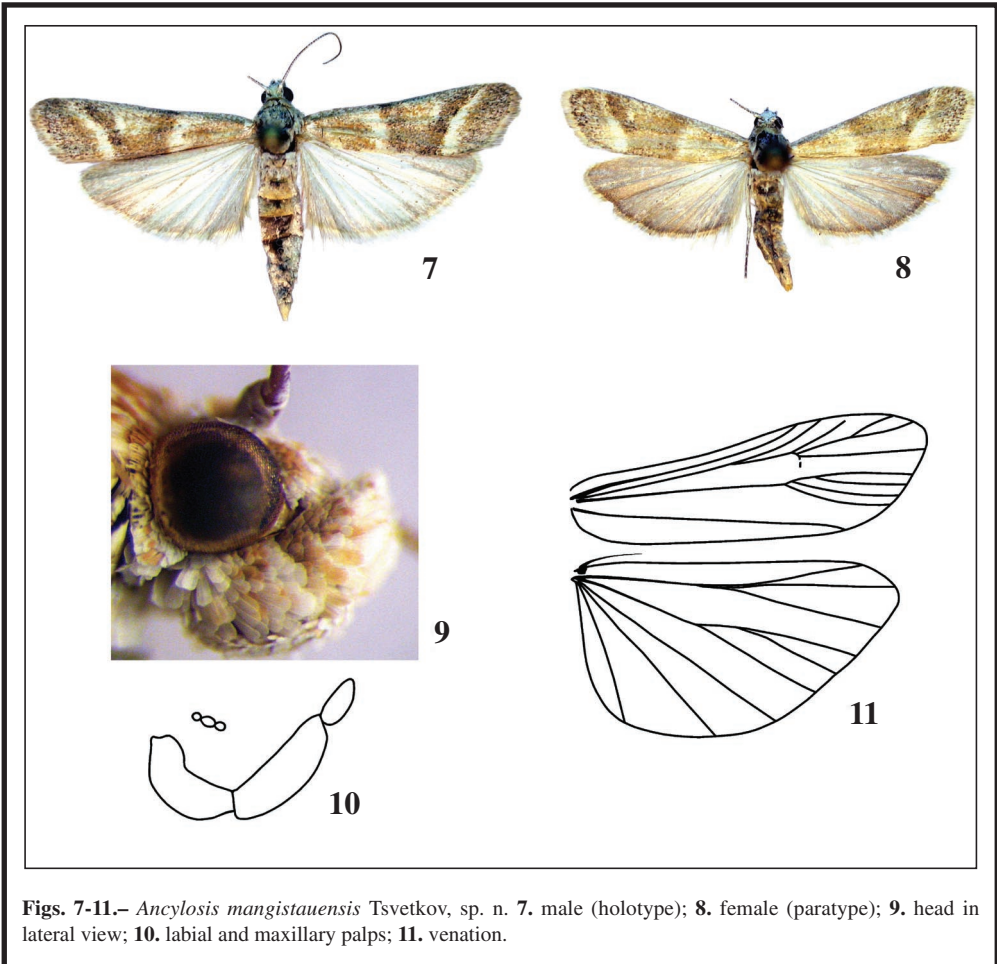 7
8
9
10
11
Figs. 7-11.– Ancylosis mangistauensis Tsvetkov, sp. n. 7. male (holotype); 8. female (paratype); 9. head in
lateral view; 10. labial and maxillary palps; 11. venation.